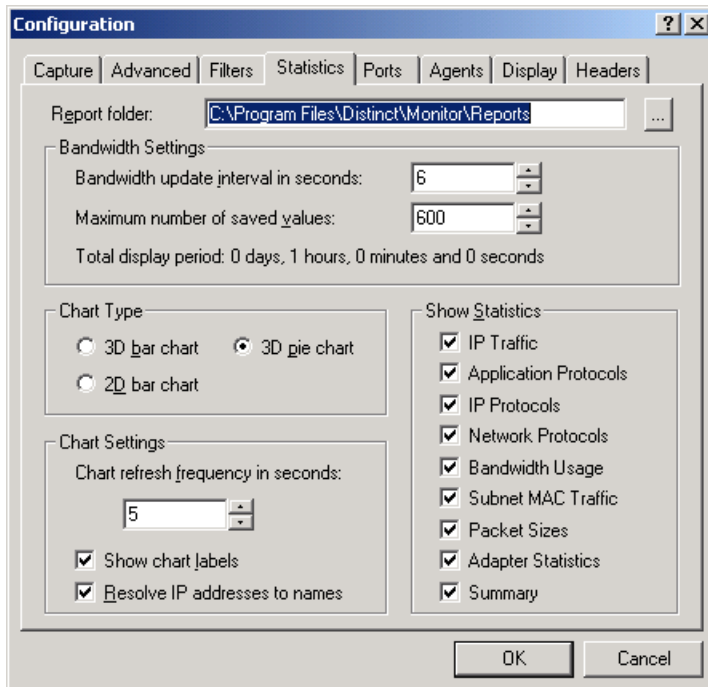 Configuration
Capture Advanced Filters Statistics Ports Agents Display Headers
Report folder: C:\Program Files\Distinct\Monitor\Reports ...
Bandwidth Settings
Bandwidth update interval in seconds: 6
Maximum number of saved values: 600
Total display period: 0 days, 1 hours, 0 minutes and 0 seconds
Chart Type
3D bar chart 3D pie chart
2D bar chart
Chart Settings
Chart refresh frequency in seconds:
5
Show chart labels
Resolve IP addresses to names
Show Statistics
IP Traffic
Application Protocols
IP Protocols
Network Protocols
Bandwidth Usage
Subnet MAC Traffic
Packet Sizes
Adapter Statistics
Summary
OK Cancel